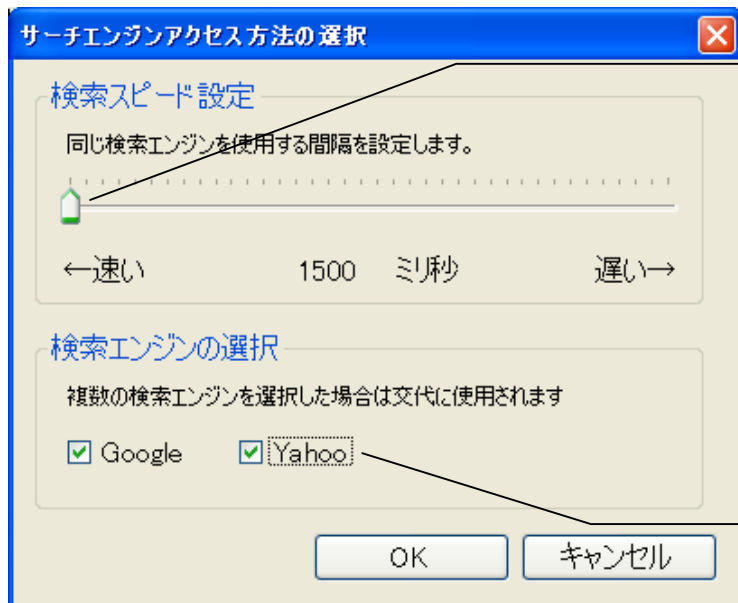 サーチエンジンアクセス方法の選択
検索スピード設定
同じ検索エンジンを使用する間隔を設定します。
←速い 1500 ミリ秒 遅い→
検索エンジンの選択
複数の検索エンジンを選択した場合は交代に使用されます
Google Yahoo
OK キャンセル